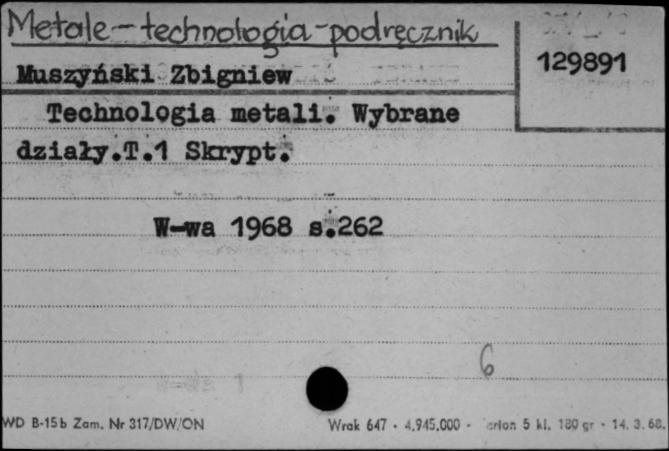 Metale - technologia - podręcznik
129891
Muszyński Zbigniew
Technologia metali. Wybrane
działy.T.1 Skrypt.
W-wa 1968 s.262
6
WD B-15b Zam. Nr 317/DW/ON
Wrak 647 - 4.945.000 - 5 kl. 180 gr - 14. 3. 68.